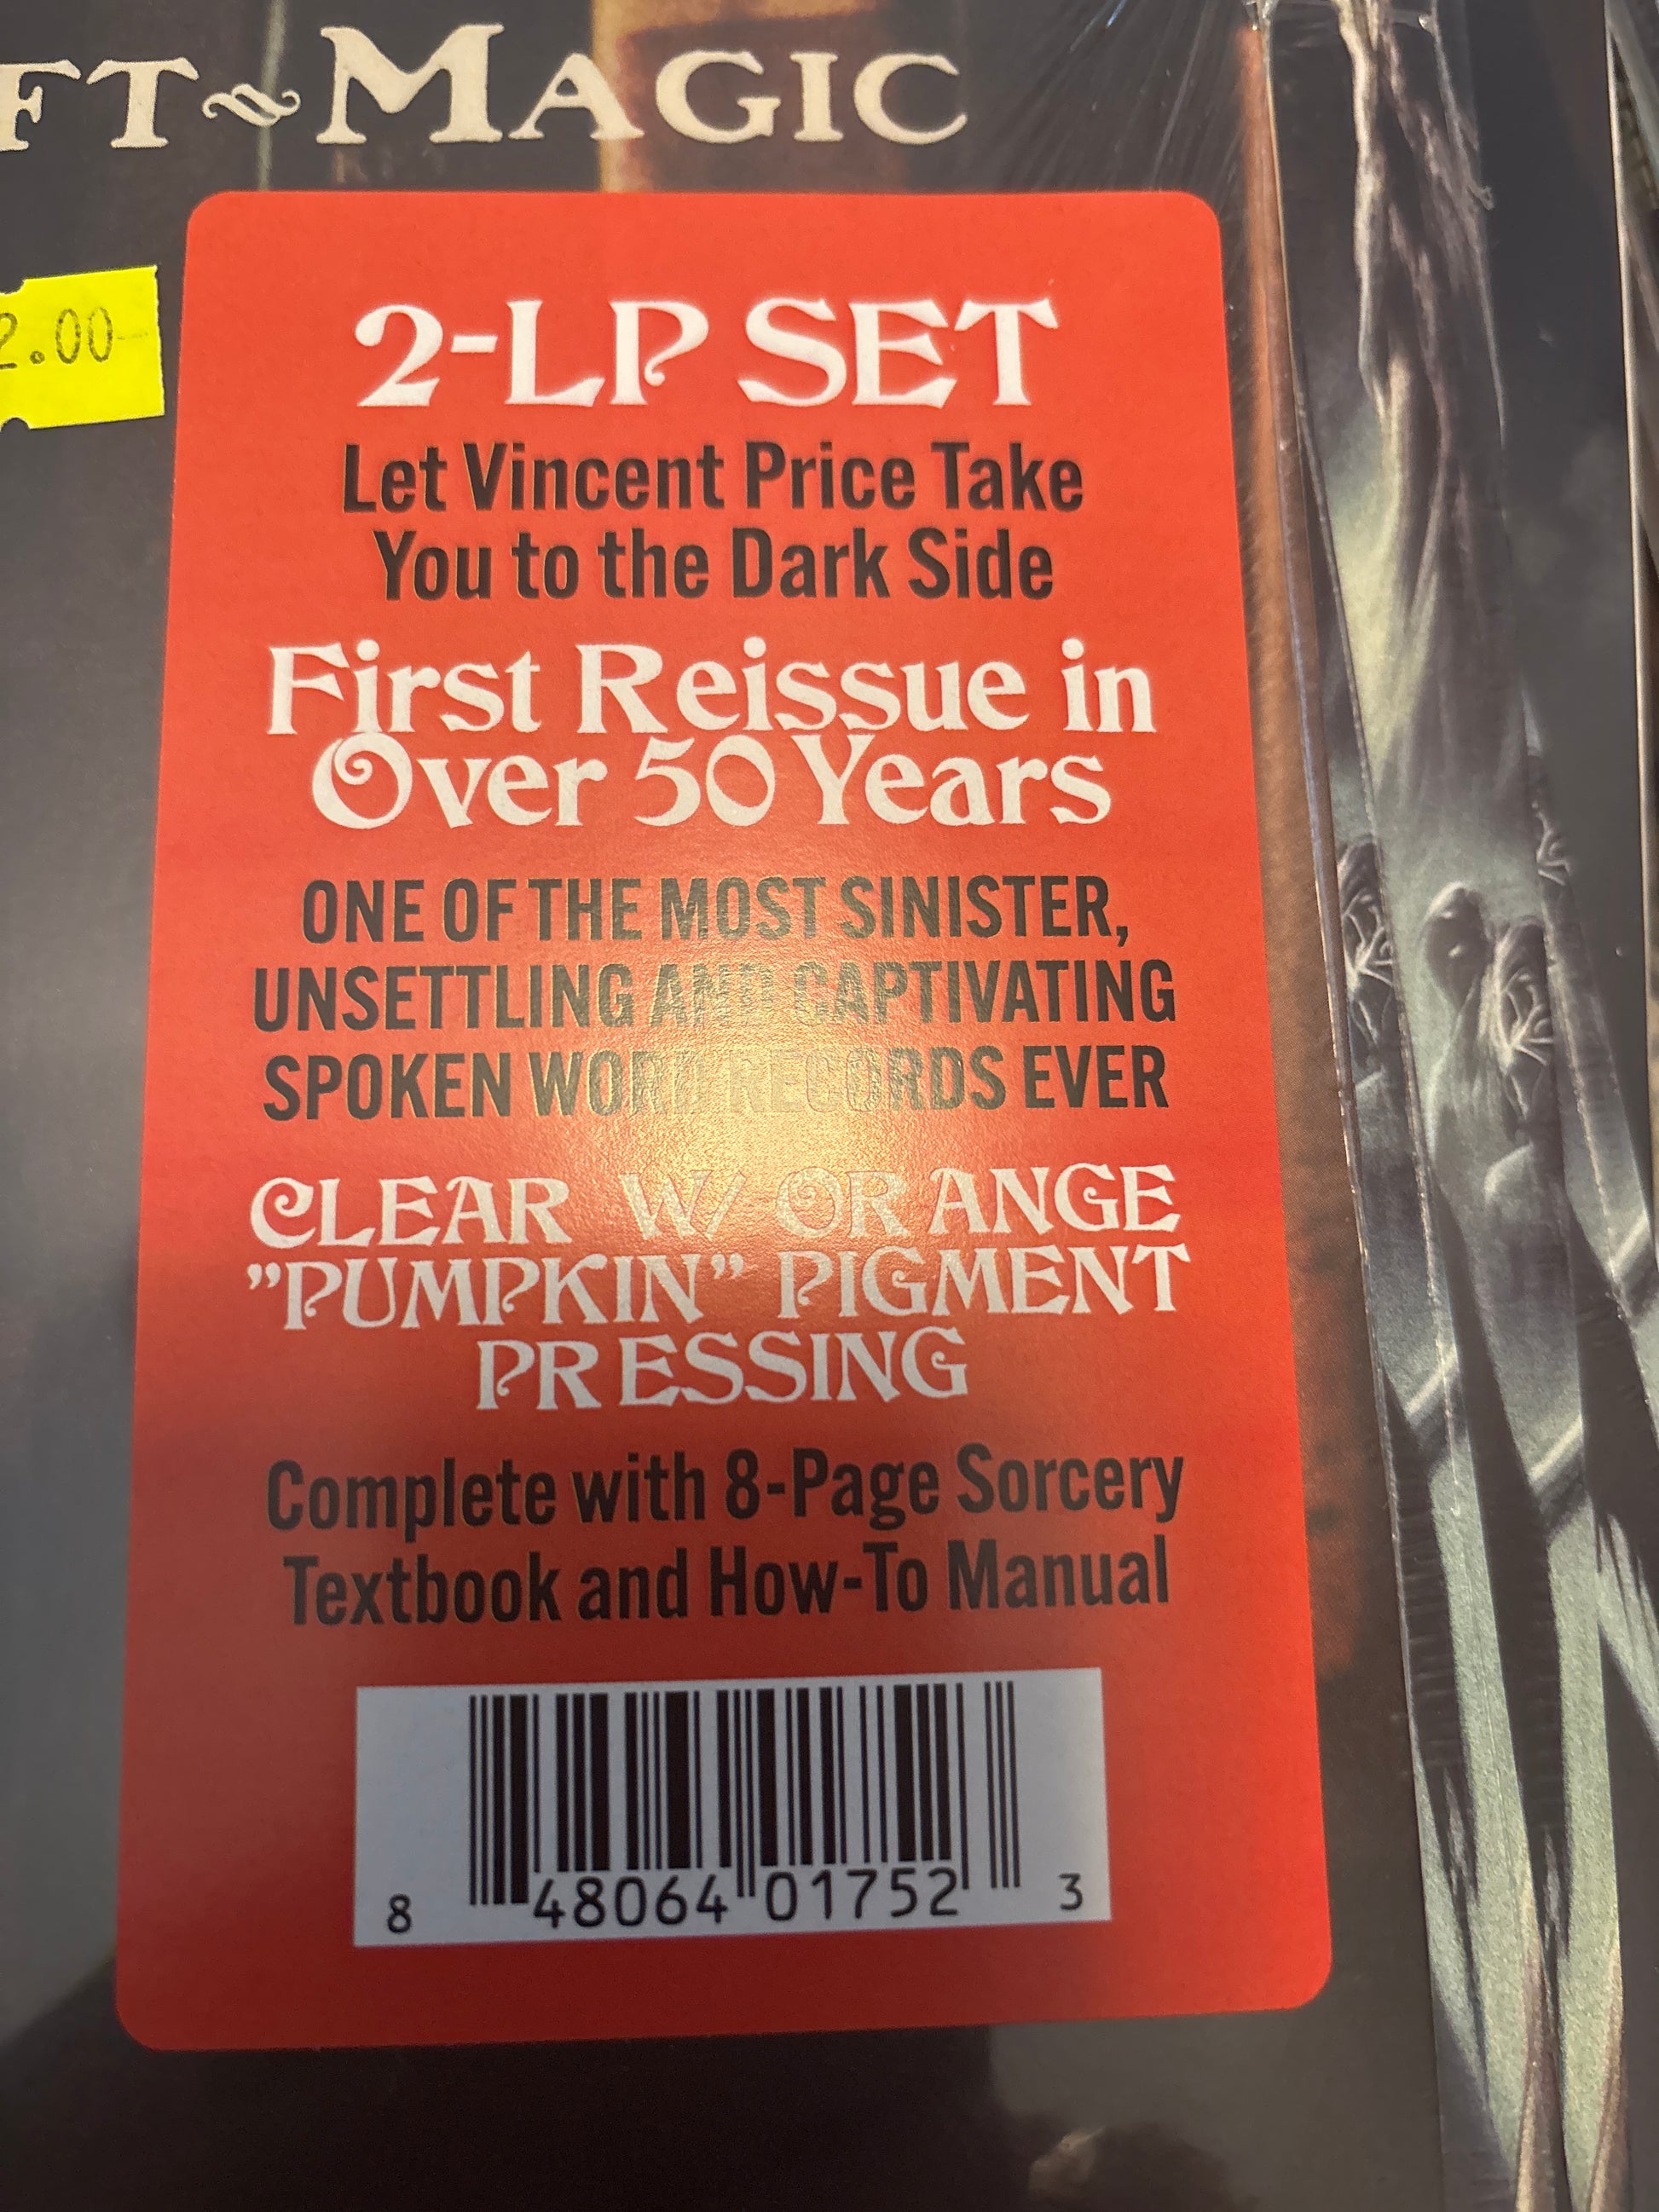 MAGIC
2.00
2-LP SET
Let Vincent Price Take
You to the Dark Side
First Reissue in
Over 50 Years
ONE OF THE MOST SINISTER,
UNSETTLING AND CAPTIVATING
SPOKEN WORD RECORDS EVER
CLEAR W/ ORANGE
”PUMPKIN” PIGMENT
PRESSING
Complete with 8-Page Sorcery
Textbook and How-To Manual
8 48064 01752 3